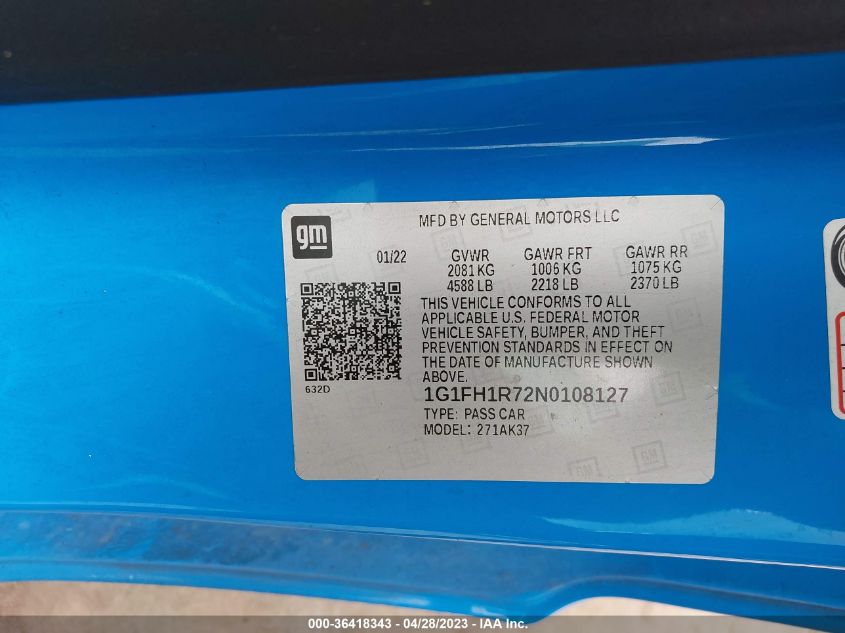 gm
MFD BY GENERAL MOTORS LLC
01/22 GVWR GAWR FRT GAWR RR
2081 KG 1006 KG 1075 KG
4588 LB 2218 LB 2370 LB
THIS VEHICLE CONFORMS TO ALL
APPLICABLE U.S. FEDERAL MOTOR
VEHICLE SAFETY, BUMPER, AND THEFT
PREVENTION STANDARDS IN EFFECT ON
THE DATE OF MANUFACTURE SHOWN
ABOVE.
632D
1G1FH1R72N0108127
TYPE: PASS CAR
MODEL: 271AK37
000-36418343 / 04/28/2023 / IAA Inc.